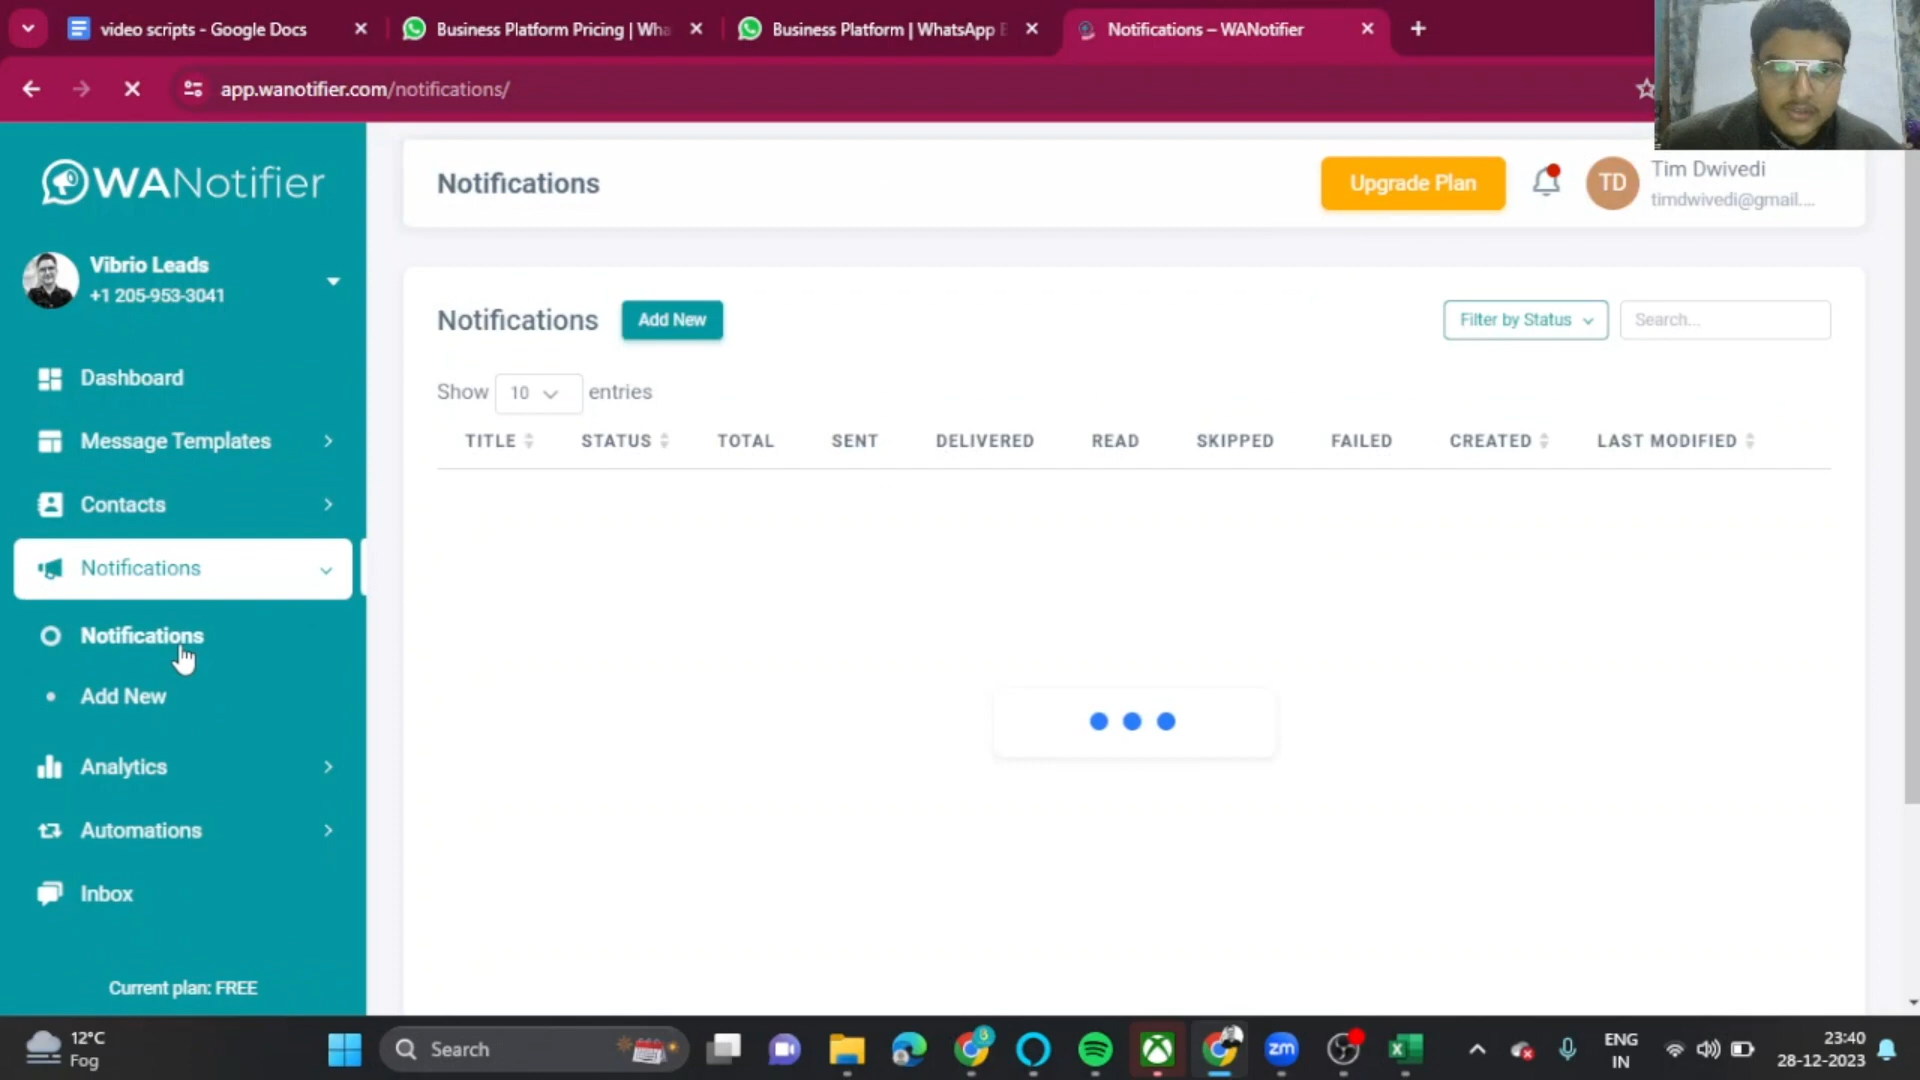 video scripts - Google Docs
Business Platform Pricing | Wha
Business Platform | WhatsApp B
Notifications – WANotifier
app.wanotifier.com/notifications/
WANotifier
Notifications
Upgrade Plan
TD
Tim Dwivedi
timdwivedi@gmail....
Vibrio Leads
+1 205-953-3041
Notifications
Add New
Filter by Status
Search...
Show 10 entries
TITLE STATUS TOTAL SENT DELIVERED READ SKIPPED FAILED CREATED LAST MODIFIED
Dashboard
Message Templates
Contacts
Notifications
Notifications
Add New
Analytics
Automations
Inbox
Current plan: FREE
12°C
Fog
Search
3
zm
ENG
IN
23:40
28-12-2023